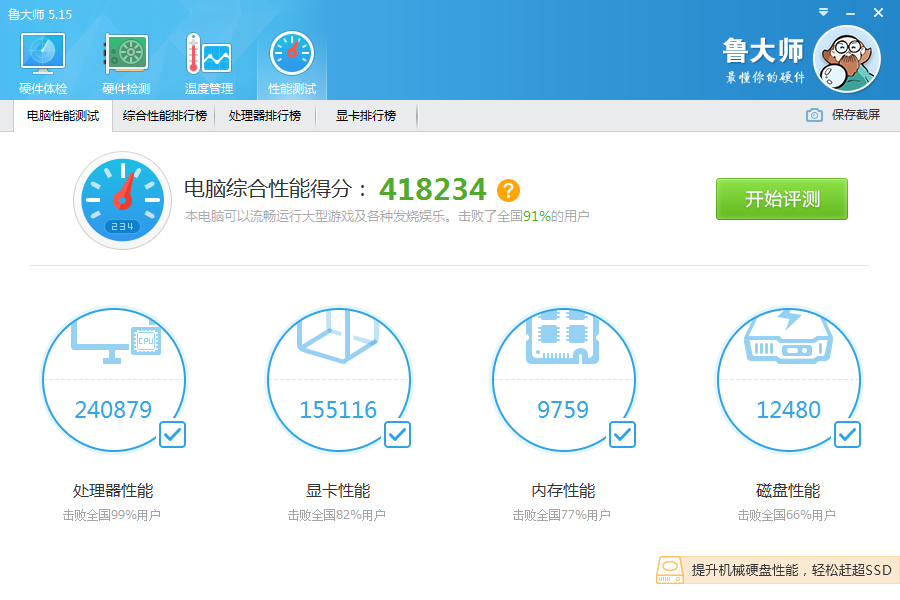 鲁大师 5.15
硬件体检 硬件检测 温度管理 性能测试
鲁大师
最懂你的硬件
电脑性能测试 综合性能排行榜 处理器排行榜 显卡排行榜 保存截屏
电脑综合性能得分： 418234 ?
本电脑可以流畅运行大型游戏及各种发烧娱乐。击败了全国91%的用户
234
开始评测
CPU
240879 155116 9759 12480
处理器性能 显卡性能 内存性能 磁盘性能
击败全国99%用户 击败全国82%用户 击败全国77%用户 击败全国66%用户
提升机械硬盘性能，轻松赶超SSD